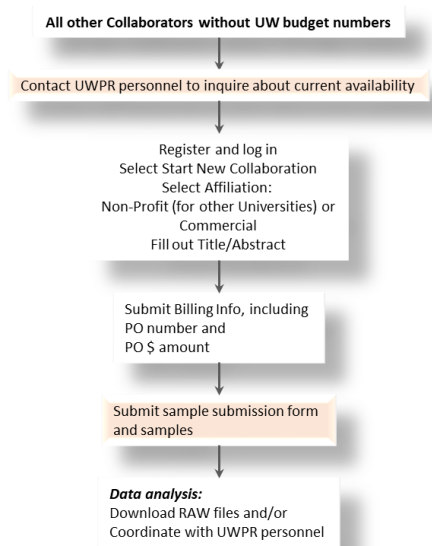 All other Collaborators without UW budget numbers
Contact UWPR personnel to inquire about current availability
Register and log in
Select Start New Collaboration
Select Affiliation:
Non-Profit (for other Universities) or
Commercial
Fill out Title/Abstract
Submit Billing Info, including
PO number and
PO $ amount
Submit sample submission form
and samples
Data analysis:
Download RAW files and/or
Coordinate with UWPR personnel